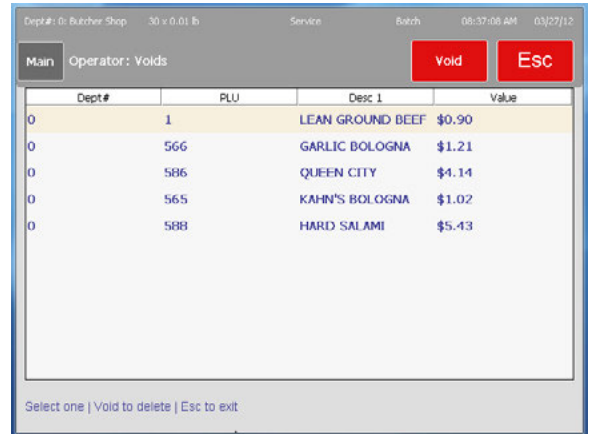 Dept#: 0: Butcher Shop 30 x 0.01 lb Service Batch 08:37:08 AM 03/27/12
Main Operator: Voids Void Esc
Dept# PLU Desc 1 Value
0 1 LEAN GROUND BEEF $0.90
0 566 GARLIC BOLOGNA $1.21
0 586 QUEEN CITY $4.14
0 565 KAHN'S BOLOGNA $1.02
0 588 HARD SALAMI $5.43
Select one | Void to delete | Esc to exit